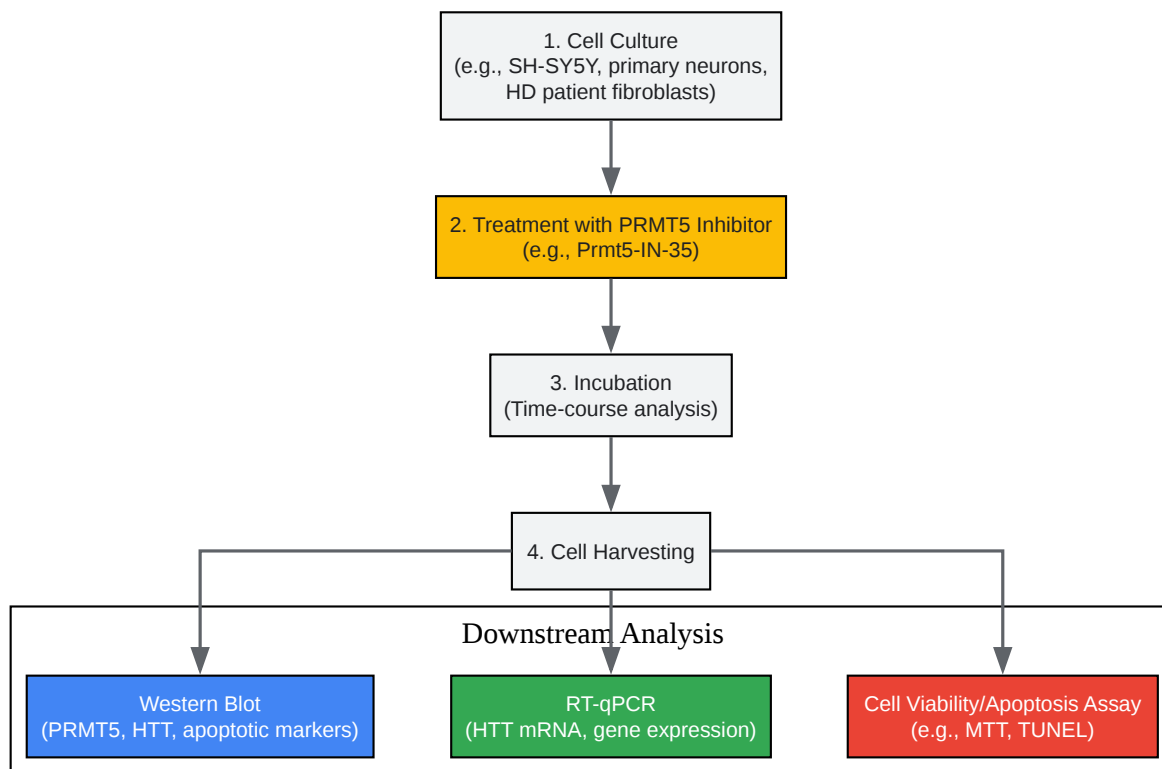 1. Cell Culture
(e.g., SH-SY5Y, primary neurons,
HD patient fibroblasts)
2. Treatment with PRMT5 Inhibitor
(e.g., Prmt5-IN-35)
3. Incubation
(Time-course analysis)
4. Cell Harvesting
Downstream Analysis
Western Blot
(PRMT5, HTT, apoptotic markers)
RT-qPCR
(HTT mRNA, gene expression)
Cell Viability/Apoptosis Assay
(e.g., MTT, TUNEL)